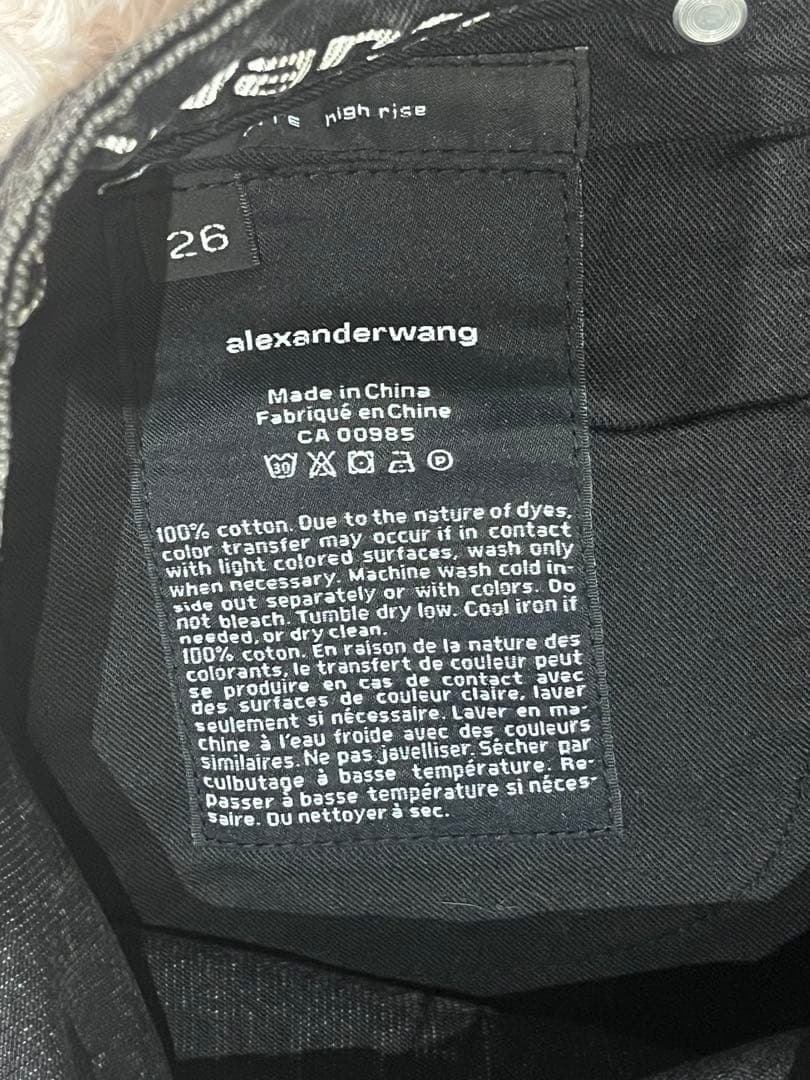 high rise
26
alexanderwang
Made in China
Fabriqué en Chine
CA 00985
30 P
100% cotton. Due to the nature of dyes,
color transfer may occur if in contact
with light colored surfaces, wash only
when necessary. Machine wash cold in-
side out separately or with colors. Do
not bleach. Tumble dry low. Cool iron if
needed, or dry clean.
100% coton. En raison de la nature des
colorants, le transfert de couleur peut
se produire en cas de contact avec
des surfaces de couleur claire, laver
seulement si nécessaire. Laver en ma-
chine à l'eau froide avec des couleurs
similaires. Ne pas javelliser. Sécher par
culbutage à basse température. Re-
passer à basse température si néces-
saire. Ou nettoyer à sec.